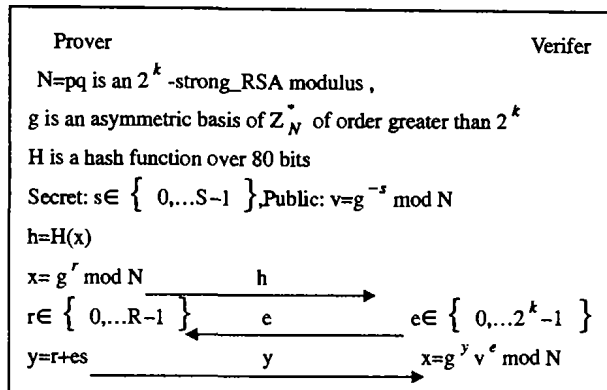 Prover Verifer
N=pq is an 2^k -strong_RSA modulus ,
g is an asymmetric basis of Z_N^* of order greater than 2^k
H is a hash function over 80 bits
Secret: s∈ { 0,...S−1 },Public: v=g^−s mod N
h=H(x)
x= g^r mod N h
r∈ { 0,...R−1 } e e∈ { 0,...2^k−1 }
y=r+es y x=g^y v^e mod N